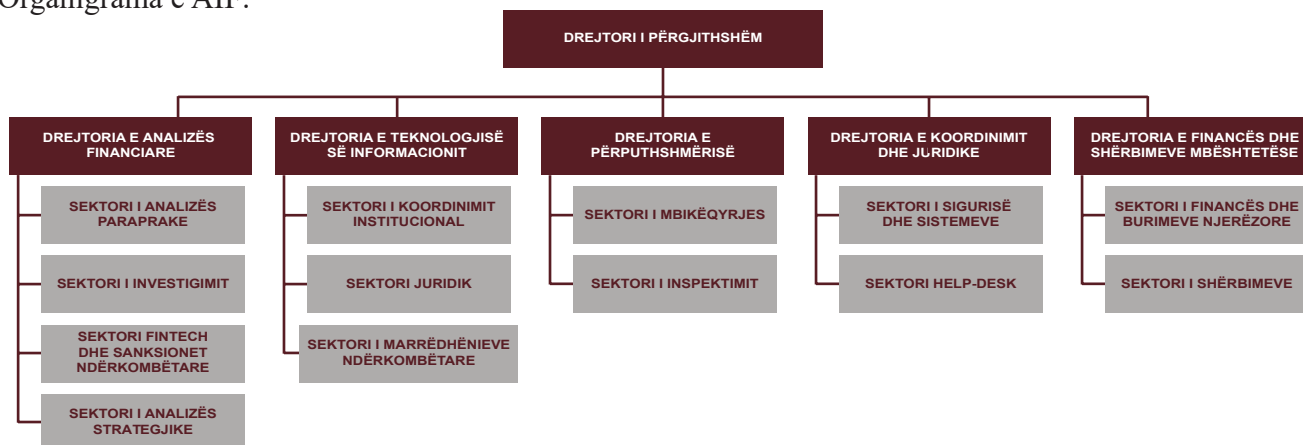 Organigrama e AIF:
DREJTORI I PËRGJITHSHËM
DREJTORIA E ANALIZËS
FINANCIARE
SEKTORI I ANALIZËS
PARAPRAKE
SEKTORI I INVESTIGIMIT
SEKTORI FINTECH
DHE SANKSIONET
NDËRKOMBËTARE
SEKTORI I ANALIZËS
STRATEGJIKE
DREJTORIA E TEKNOLOGJISË
SË INFORMACIONIT
SEKTORI I KOORDINIMIT
INSTITUCIONAL
SEKTORI JURIDIK
SEKTORI I MARRËDHËNIEVE
NDËRKOMBËTARE
DREJTORIA E
PËRPUTHSHMËRISË
SEKTORI I MBIKËQYRJES
SEKTORI I INSPEKTIMIT
DREJTORIA E KOORDINIMIT
DHE JURIDIKE
SEKTORI I SIGURISË
DHE SISTEMEVE
SEKTORI HELP-DESK
DREJTORIA E FINANCËS DHE
SHËRBIMEVE MBËSHTETËSE
SEKTORI I FINANCËS DHE
BURIMEVE NJERËZORE
SEKTORI I SHËRBIMEVE